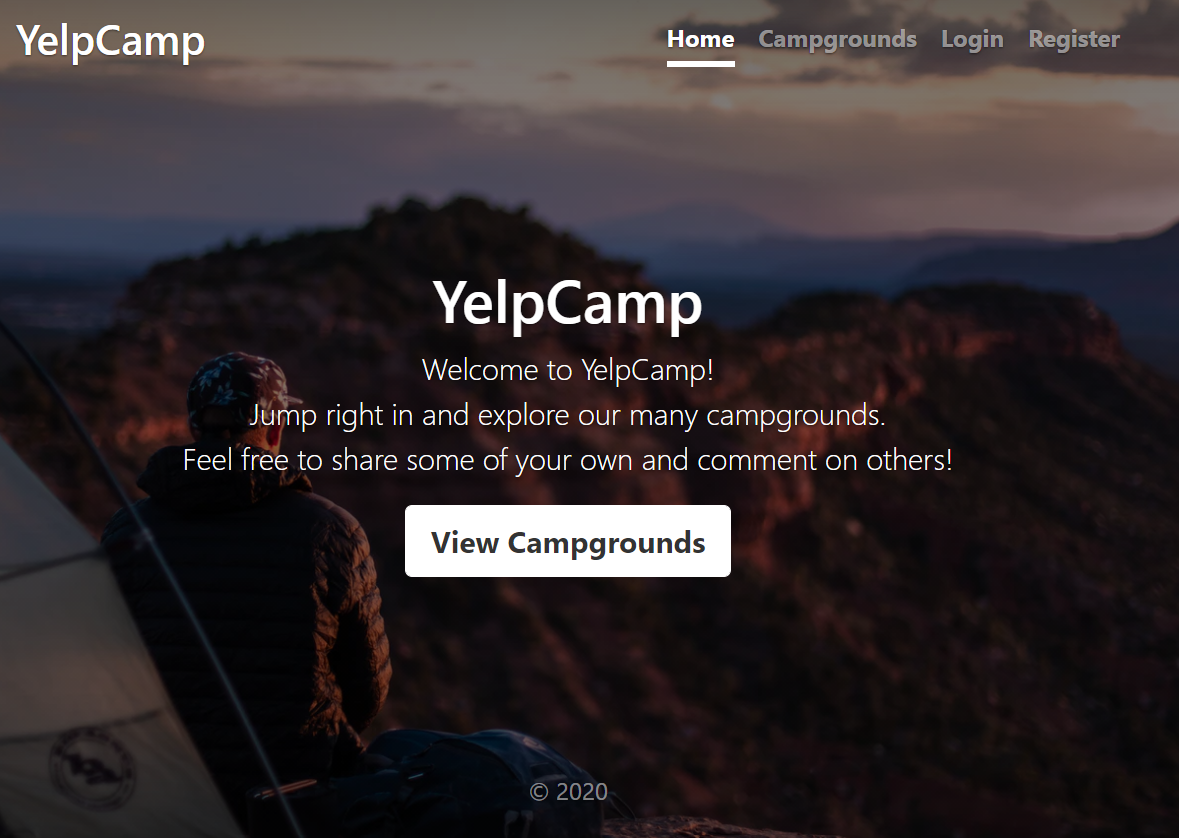 YelpCamp
Home Campgrounds Login Register
YelpCamp
Welcome to YelpCamp!
Jump right in and explore our many campgrounds.
Feel free to share some of your own and comment on others!
View Campgrounds
© 2020